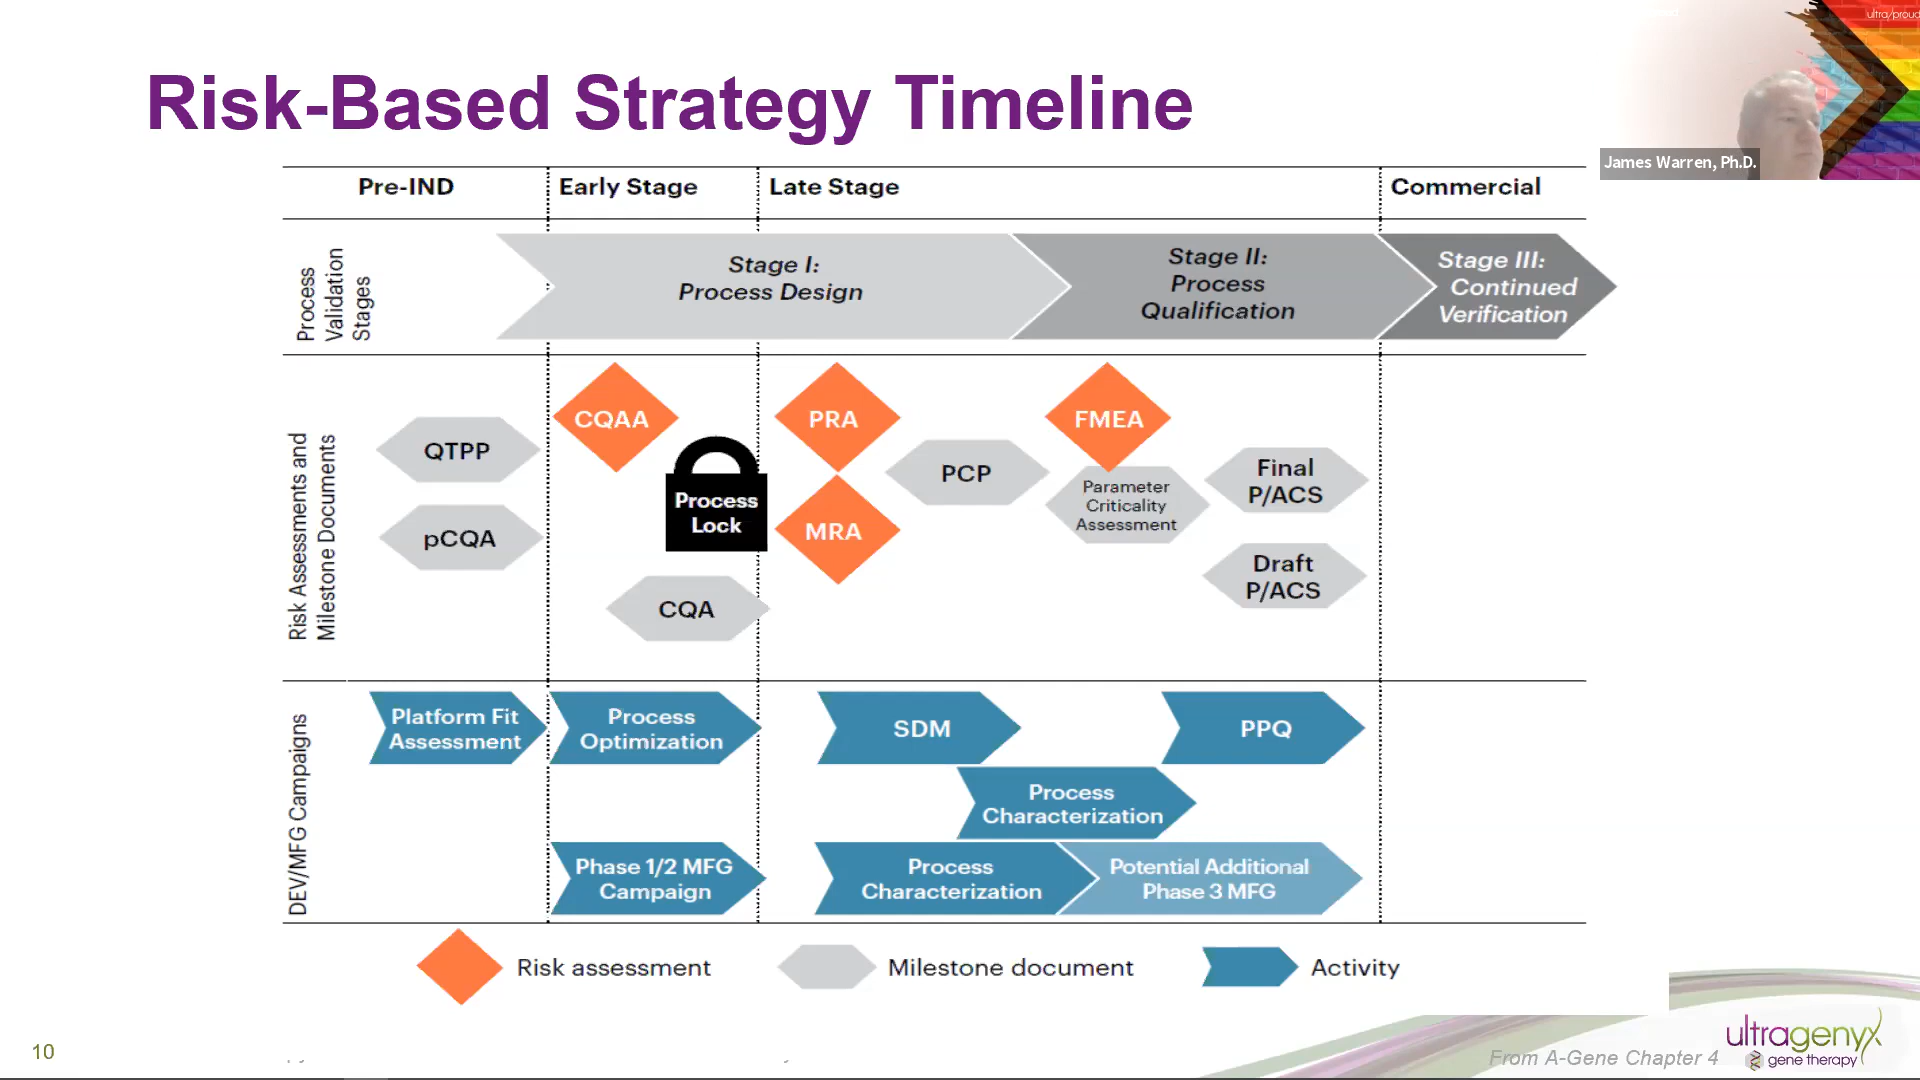 ultra/proud
Risk-Based Strategy Timeline
James Warren, Ph.D.
Pre-IND
Early Stage
Late Stage
Commercial
Process
Validation
Stages
Stage I:
Process Design
Stage II:
Process
Qualification
Stage III:
Continued
Verification
Risk Assessments and
Milestone Documents
QTPP
pCQA
CQAA
Process
Lock
CQA
PRA
MRA
PCP
FMEA
Parameter
Criticality
Assessment
Final
P/ACS
Draft
P/ACS
DEV/MFG Campaigns
Platform Fit
Assessment
Process
Optimization
SDM
PPQ
Process
Characterization
Phase 1/2 MFG
Campaign
Process
Characterization
Potential Additional
Phase 3 MFG
Risk assessment
Milestone document
Activity
10
From A-Gene Chapter 4
ultragenyx
gene therapy